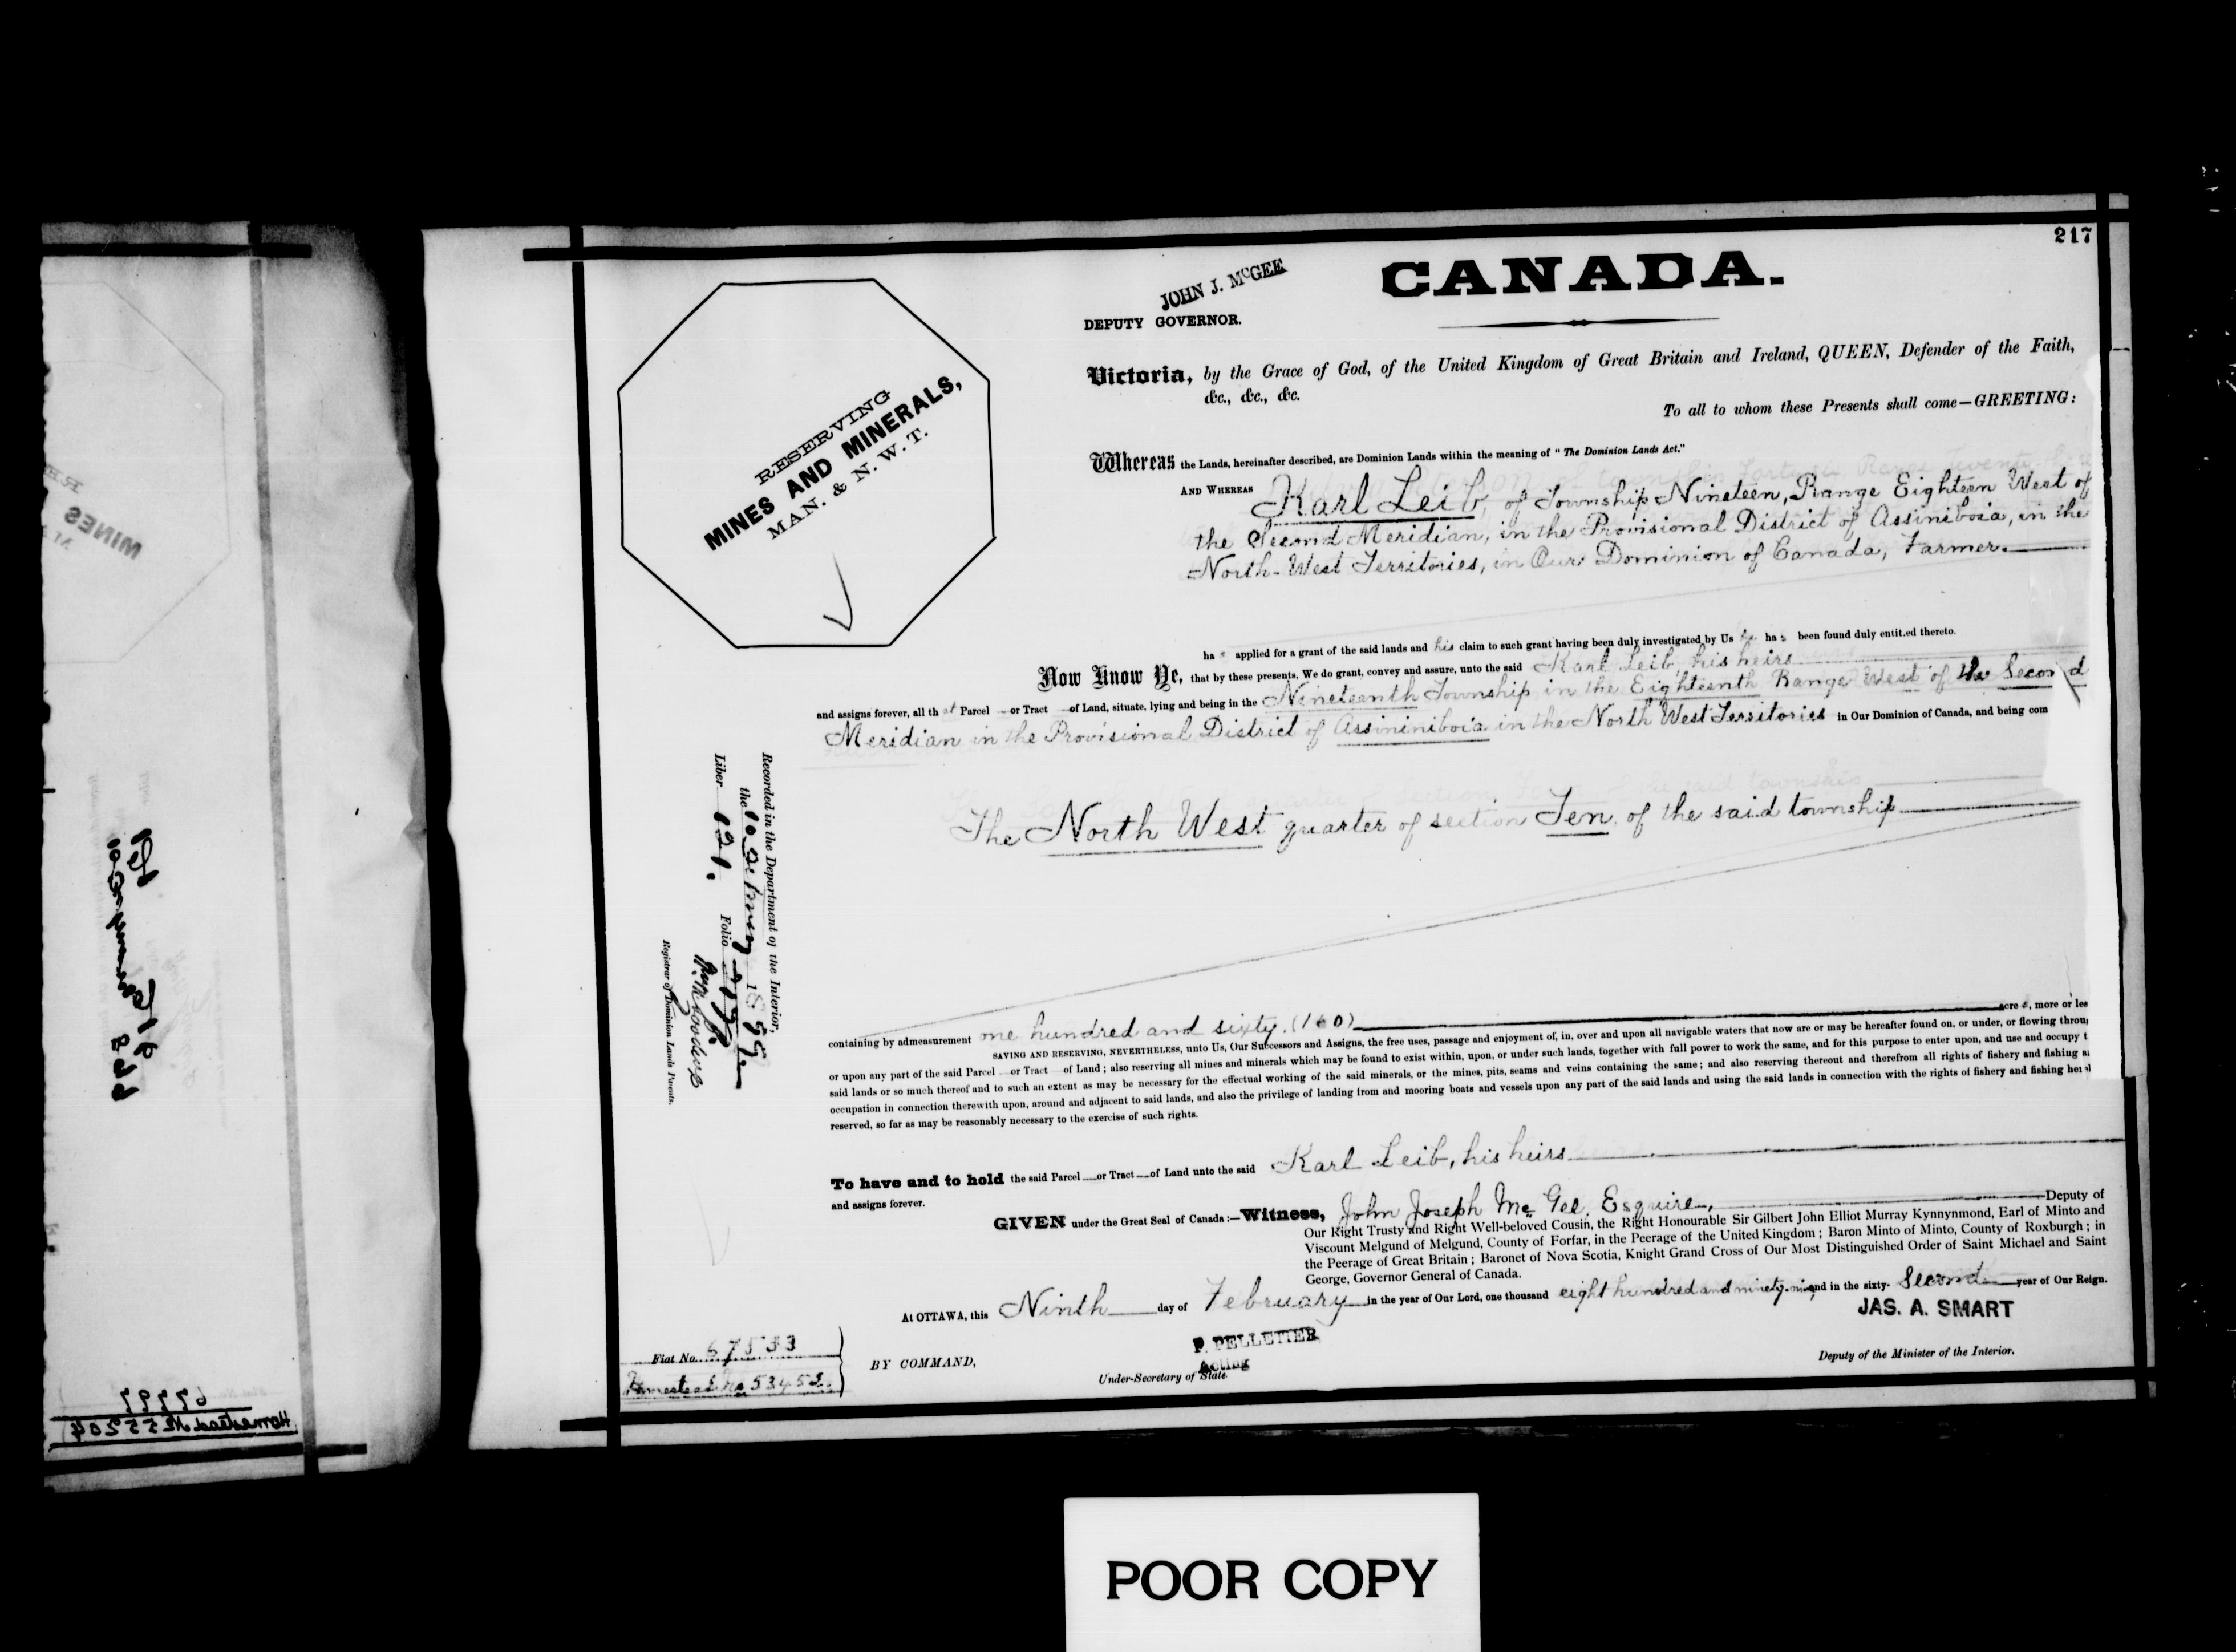 217
CANADA.
JOHN J. McGEE
DEPUTY GOVERNOR.
Victoria, by the Grace of God, of the United Kingdom of Great Britain and Ireland, QUEEN, Defender of the Faith,
&c., &c., &c.
To all to whom these Presents shall come—GREETING:
RESERVING
MINES AND MINERALS,
MAN. & N. W. T.
Whereas the Lands, hereinafter described, are Dominion Lands within the meaning of "The Dominion Lands Act."
AND WHEREAS Karl Leib, of Township Nineteen, Range Eighteen West of
the Second Meridian, in the Provisional District of Assiniboia, in the
North-West Territories, in Our Dominion of Canada, Farmer.
has applied for a grant of the said lands and his claim to such grant having been duly investigated by Us he has been found duly entitled thereto.
Now Know Ye, that by these presents, We do grant, convey and assure, unto the said Karl Leib, his heirs
and assigns forever, all that Parcel or Tract of Land, situate, lying and being in the Nineteenth Township in the Eighteenth Range West of the Second
Meridian in the Provisional District of Assininiboia in the North West Territories in Our Dominion of Canada, and being com
The North West quarter of section Ten, of the said township
containing by admeasurement one hundred and sixty, (160) acres, more or les
SAVING AND RESERVING, NEVERTHELESS, unto Us, Our Successors and Assigns, the free uses, passage and enjoyment of, in, over and upon all navigable waters that now are or may be hereafter found on, or under, or flowing throu
or upon any part of the said Parcel or Tract of Land; also reserving all mines and minerals which may be found to exist within, upon, or under such lands, together with full power to work the same, and for this purpose to enter upon, and use and occupy t
said lands or so much thereof and to such an extent as may be necessary for the effectual working of the said minerals, or the mines, pits, seams and veins containing the same; and also reserving thereout and therefrom all rights of fishery and fishing a
occupation in connection therewith upon, around and adjacent to said lands, and also the privilege of landing from and mooring boats and vessels upon any part of the said lands and using the said lands in connection with the rights of fishery and fishing her
reserved, so far as may be reasonably necessary to the exercise of such rights.
To have and to hold the said Parcel or Tract of Land unto the said Karl Leib, his heirs
and assigns forever.
GIVEN under the Great Seal of Canada:—Witness, John Joseph McGee, Esquire, Deputy of
Our Right Trusty and Right Well-beloved Cousin, the Right Honourable Sir Gilbert John Elliot Murray Kynnynmond, Earl of Minto and
Viscount Melgund of Melgund, County of Forfar, in the Peerage of the United Kingdom; Baron Minto of Minto, County of Roxburgh; in
the Peerage of Great Britain; Baronet of Nova Scotia, Knight Grand Cross of Our Most Distinguished Order of Saint Michael and Saint
George, Governor General of Canada.
At OTTAWA, this Ninth day of February in the year of Our Lord, one thousand eight hundred and ninety-nine, and in the sixty-second year of Our Reign.
JAS. A. SMART
Deputy of the Minister of the Interior.
BY COMMAND,
P. PELLETIER
Acting
Under-Secretary of State
Recorded in the Department of the Interior,
the 1899
Liber 121. Folio 217
Registrar of Dominion Lands Patents.
Fiat No. 67533
Homestead No
67797
Homestead No 55204
MINES
POOR COPY